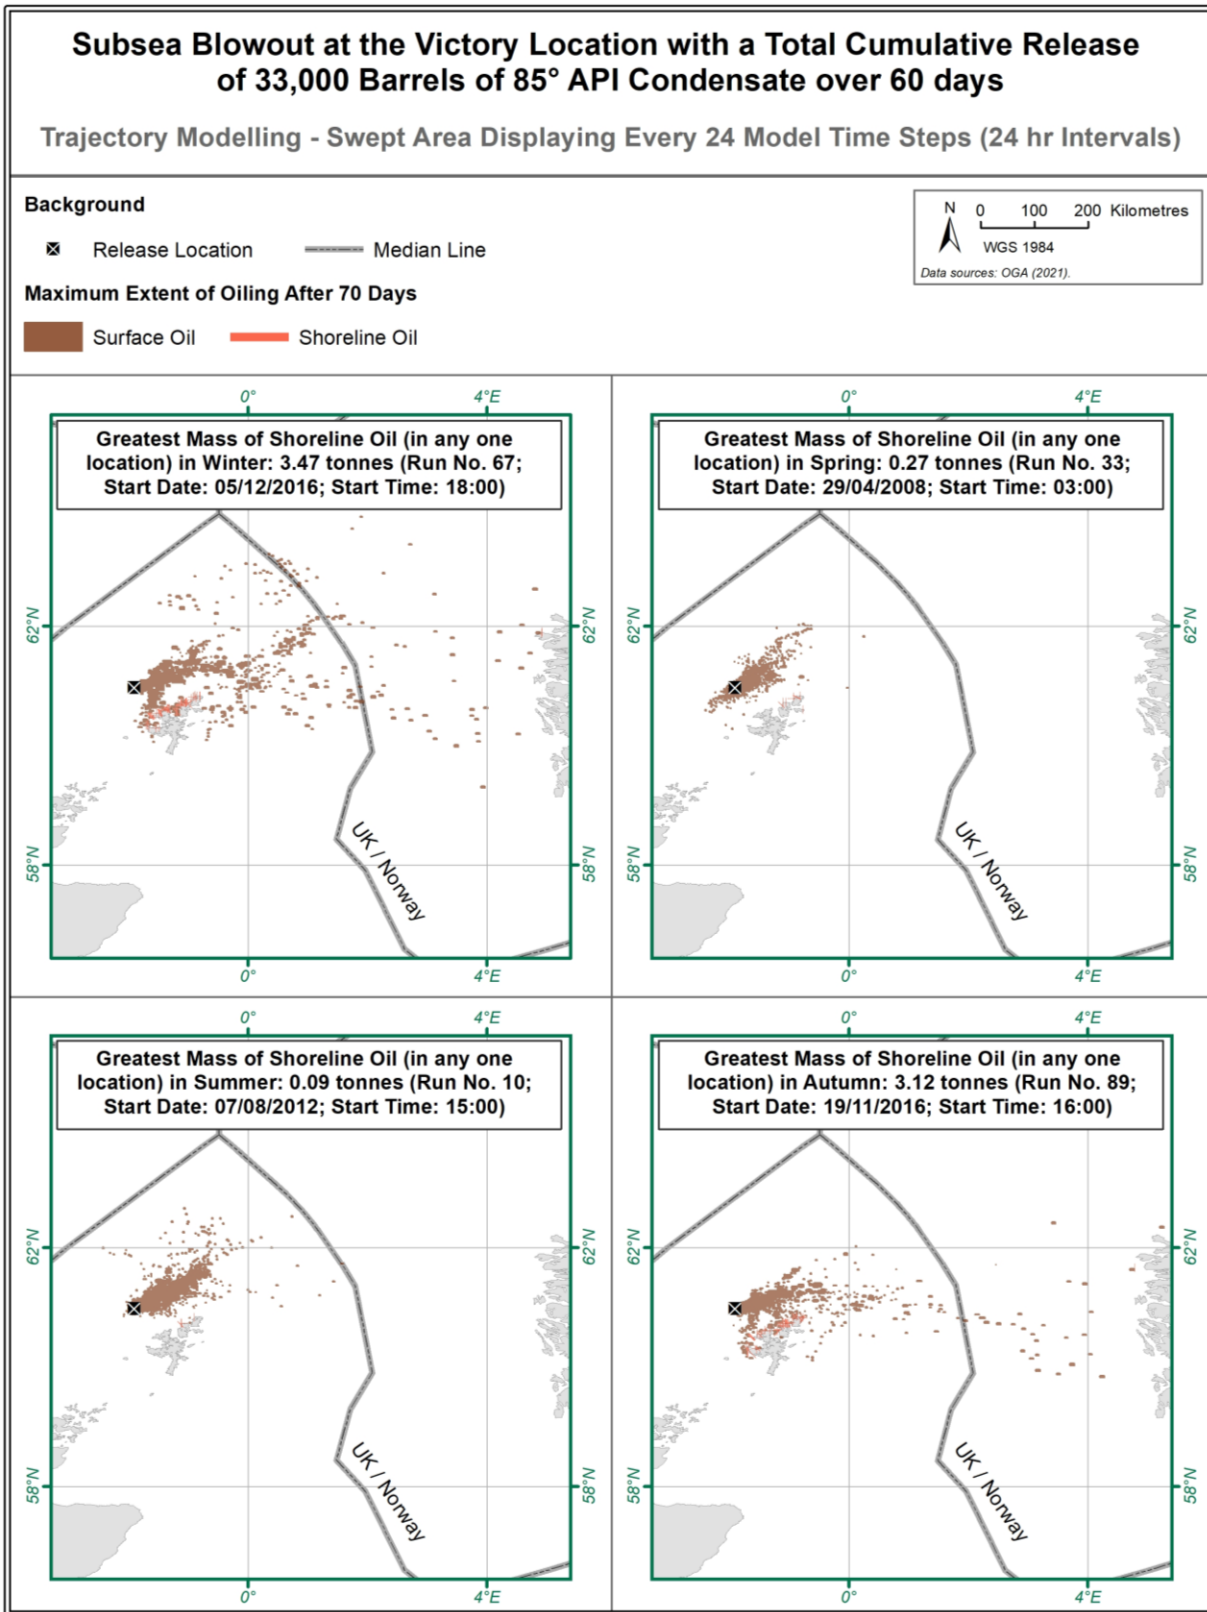 Subsea Blowout at the Victory Location with a Total Cumulative Release
of 33,000 Barrels of 85° API Condensate over 60 days
Trajectory Modelling - Swept Area Displaying Every 24 Model Time Steps (24 hr Intervals)
Background
Release Location
Median Line
N
0 100 200 Kilometres
WGS 1984
Data sources: OGA (2021).
Maximum Extent of Oiling After 70 Days
Surface Oil
Shoreline Oil
0° 4°E
Greatest Mass of Shoreline Oil (in any one
location) in Winter: 3.47 tonnes (Run No. 67;
Start Date: 05/12/2016; Start Time: 18:00)
62°N
62°N
58°N
58°N
UK / Norway
0° 4°E
0° 4°E
Greatest Mass of Shoreline Oil (in any one
location) in Spring: 0.27 tonnes (Run No. 33;
Start Date: 29/04/2008; Start Time: 03:00)
62°N
62°N
58°N
58°N
UK / Norway
0° 4°E
0° 4°E
Greatest Mass of Shoreline Oil (in any one
location) in Summer: 0.09 tonnes (Run No. 10;
Start Date: 07/08/2012; Start Time: 15:00)
62°N
62°N
58°N
58°N
UK / Norway
0° 4°E
0° 4°E
Greatest Mass of Shoreline Oil (in any one
location) in Autumn: 3.12 tonnes (Run No. 89;
Start Date: 19/11/2016; Start Time: 16:00)
62°N
62°N
58°N
58°N
UK / Norway
0° 4°E